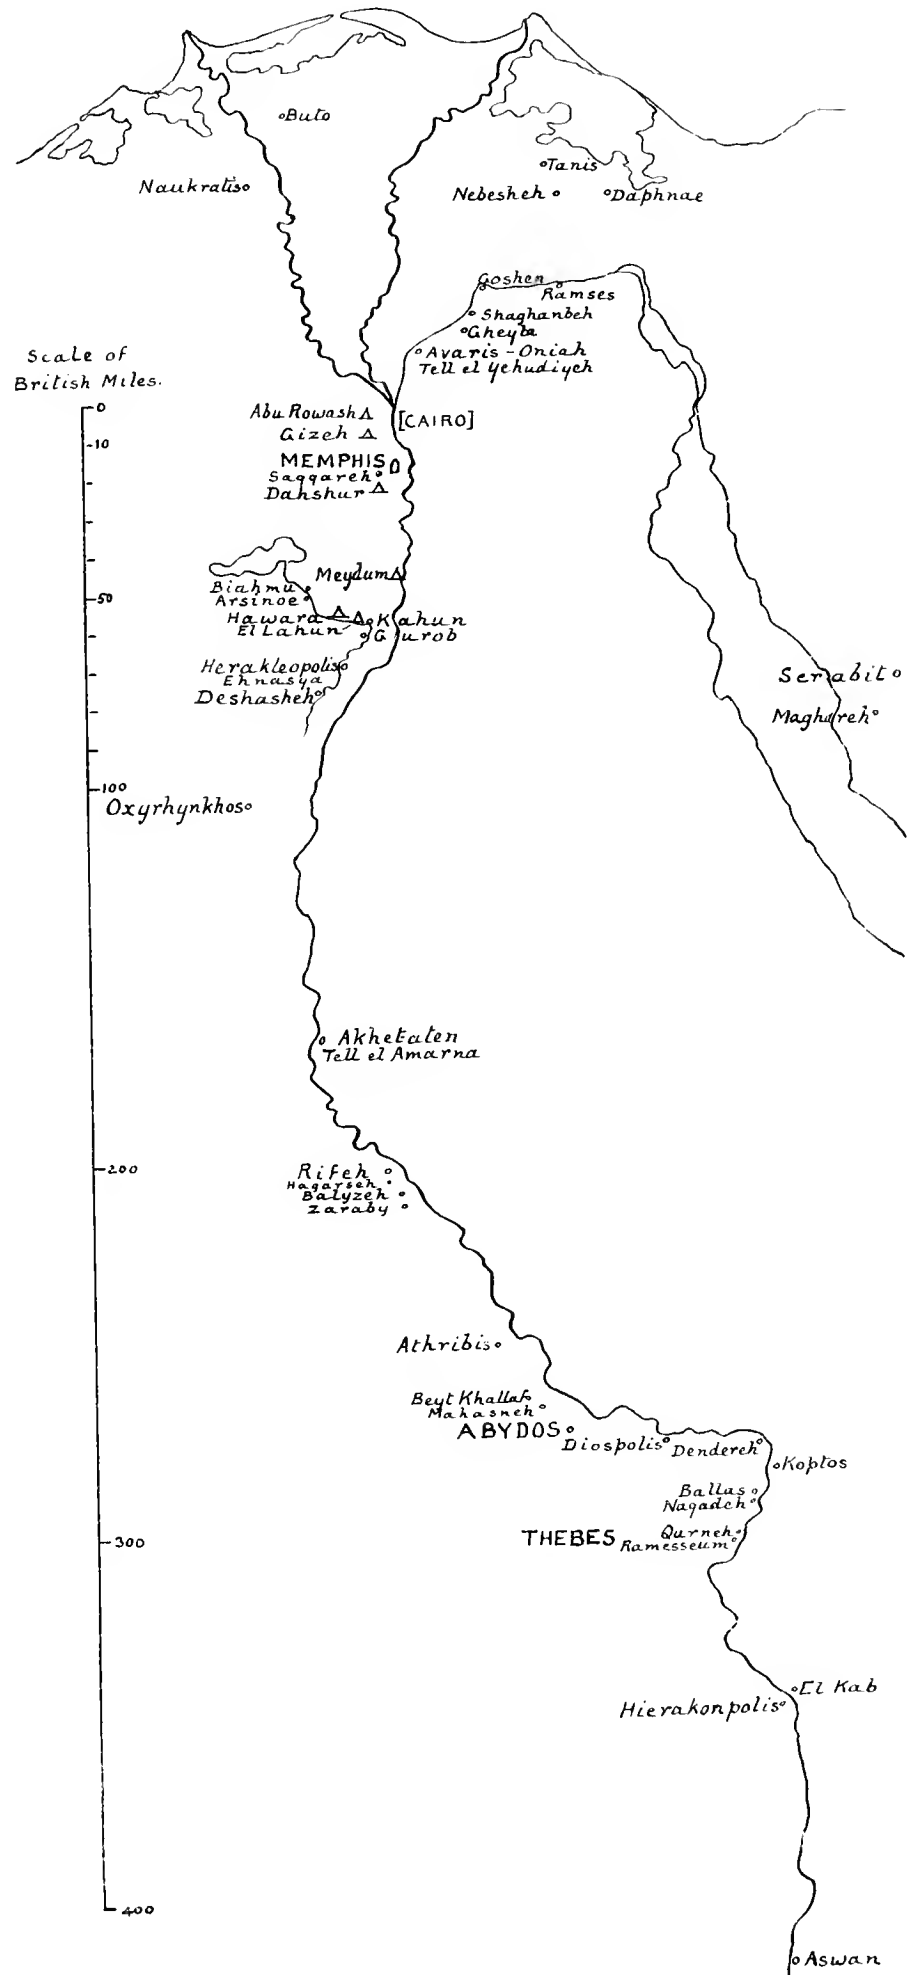 Buto
Tanis
Naukratis
Nebesheh
Daphnae
Goshen
Ramses
Shaghanbeh
Gheyta
Avaris - Oniah
Tell el Yehudiyeh
Scale of
British Miles.
0
10
50
100
200
300
400
Abu Rowash
[CAIRO]
Gizeh
MEMPHIS
Saqqareh
Dahshur
Meydum
Biahmu
Arsinoe
Hawara
Kahun
El Lahun
Gurob
Herakleopolis
Ehnasya
Deshasheh
Serabit
Maghareh
Oxyrhynkhos
Akhetaten
Tell el Amarna
Rifeh
Hagarseh
Balyzeh
Zaraby
Athribis
Beyt Khallaf
Mahasneh
ABYDOS
Diospolis
Dendereh
Koptos
Ballas
Naqadeh
THEBES
Qurneh
Ramesseum
El Kab
Hierakonpolis
Aswan